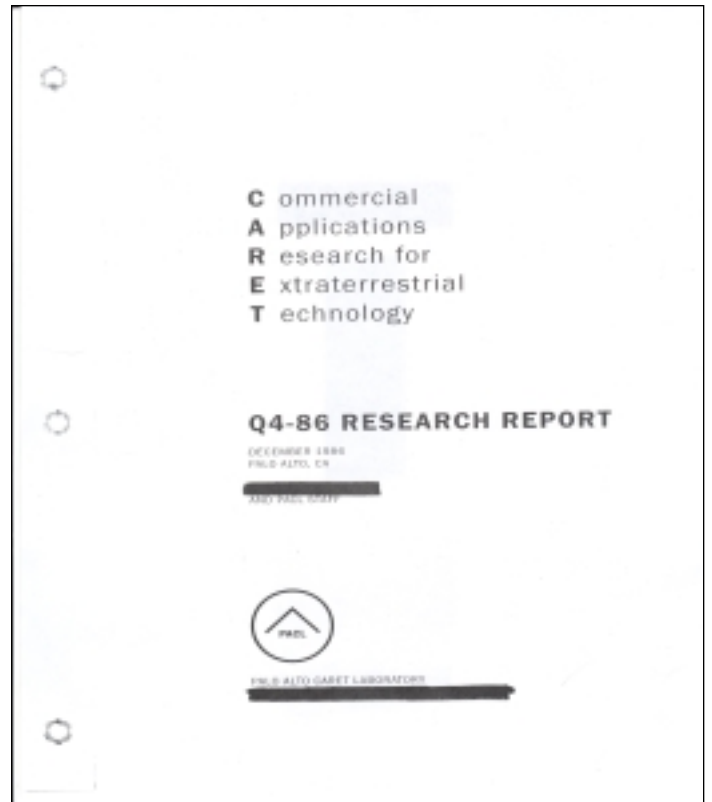 C ommercial
A pplications
R esearch for
E xtraterrestrial
T echnology
Q4-86 RESEARCH REPORT
DECEMBER 1986
PALO ALTO, CA
AND PACL STAFF
PACL
PALO ALTO CARET LABORATORY